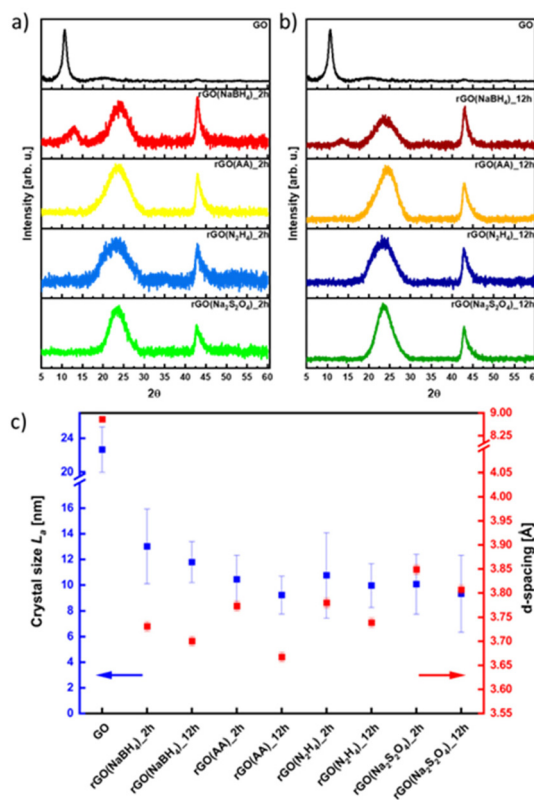 a)
GO
rGO(NaBH₄)_2h
rGO(AA)_2h
rGO(N₂H₄)_2h
rGO(Na₂S₂O₄)_2h
Intensity [arb. u.]
5 10 15 20 25 30 35 40 45 50 55 60
2θ
b)
GO
rGO(NaBH₄)_12h
rGO(AA)_12h
rGO(N₂H₄)_12h
rGO(Na₂S₂O₄)_12h
Intensity [arb. u.]
5 10 15 20 25 30 35 40 45 50 55 60
2θ
c)
Crystal size Lₐ [nm]
24
20
16
14
12
10
8
6
4
2
0
d-spacing [Å]
9.00
8.25
4.05
4.00
3.95
3.90
3.85
3.80
3.75
3.70
3.65
3.60
3.55
GO
rGO(NaBH₄)_2h
rGO(NaBH₄)_12h
rGO(AA)_2h
rGO(AA)_12h
rGO(N₂H₄)_2h
rGO(N₂H₄)_12h
rGO(Na₂S₂O₄)_2h
rGO(Na₂S₂O₄)_12h